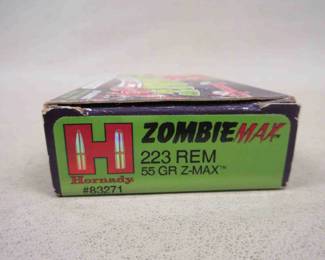 ZOMBIEMAX
H
223 REM
55 GR Z-MAX™
Hornady
#83271